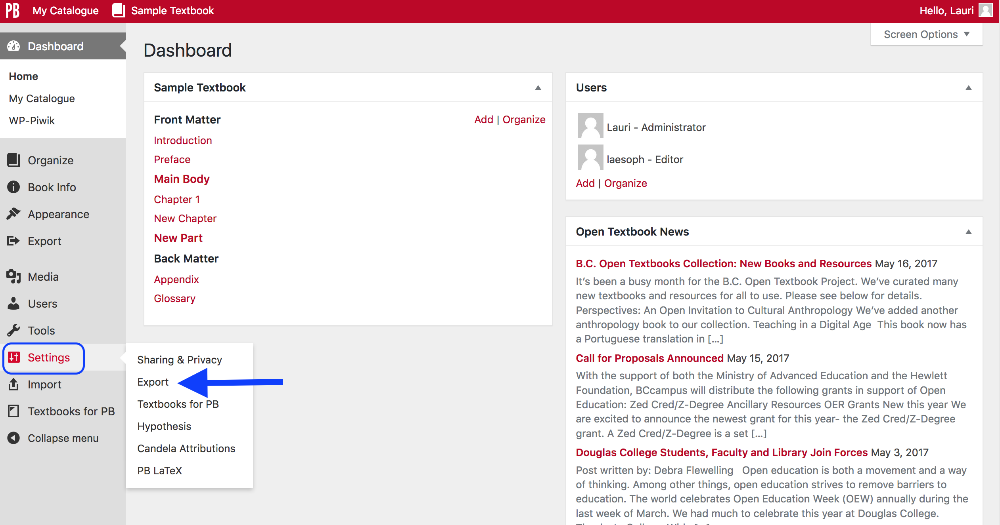 PB My Catalogue Sample Textbook Hello, Lauri
Screen Options
Dashboard
Home
My Catalogue
WP-Piwik
Organize
Book Info
Appearance
Export
Media
Users
Tools
Settings
Import
Textbooks for PB
Collapse menu
Sharing & Privacy
Export
Textbooks for PB
Hypothesis
Candela Attributions
PB LaTeX
Dashboard
Sample Textbook
Front Matter Add | Organize
Introduction
Preface
Main Body
Chapter 1
New Chapter
New Part
Back Matter
Appendix
Glossary
Users
Lauri - Administrator
laesoph - Editor
Add | Organize
Open Textbook News
B.C. Open Textbooks Collection: New Books and Resources May 16, 2017
It’s been a busy month for the B.C. Open Textbook Project. We’ve curated many
new textbooks and resources for all to use. Please see below for details.
Perspectives: An Open Invitation to Cultural Anthropology We’ve added another
anthropology book to our collection. Teaching in a Digital Age This book now has
a Portuguese translation in […]
Call for Proposals Announced May 15, 2017
With the support of both the Ministry of Advanced Education and the Hewlett
Foundation, BCcampus will distribute the following grants in support of Open
Education: Zed Cred/Z-Degree Ancillary Resources OER Grants New this year We
are excited to announce the newest grant for this year- the Zed Cred/Z-Degree
grant. A Zed Cred/Z-Degree is a set […]
Douglas College Students, Faculty and Library Join Forces May 3, 2017
Post written by: Debra Flewelling Open education is both a movement and a way
of thinking. Among other things, open education strives to remove barriers to
education. The world celebrates Open Education Week (OEW) annually during the
last week of March. We had much to celebrate this year at Douglas College.